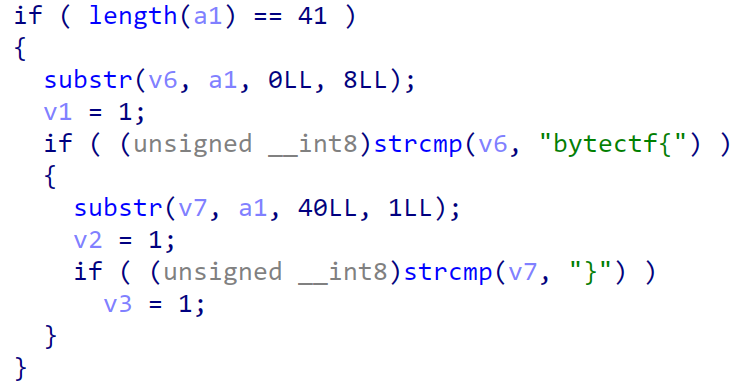 if ( length(a1) == 41 )
{
  substr(v6, a1, 0LL, 8LL);
  v1 = 1;
  if ( (unsigned __int8)strcmp(v6, "bytectf{") )
  {
    substr(v7, a1, 40LL, 1LL);
    v2 = 1;
    if ( (unsigned __int8)strcmp(v7, "}") )
      v3 = 1;
  }
}